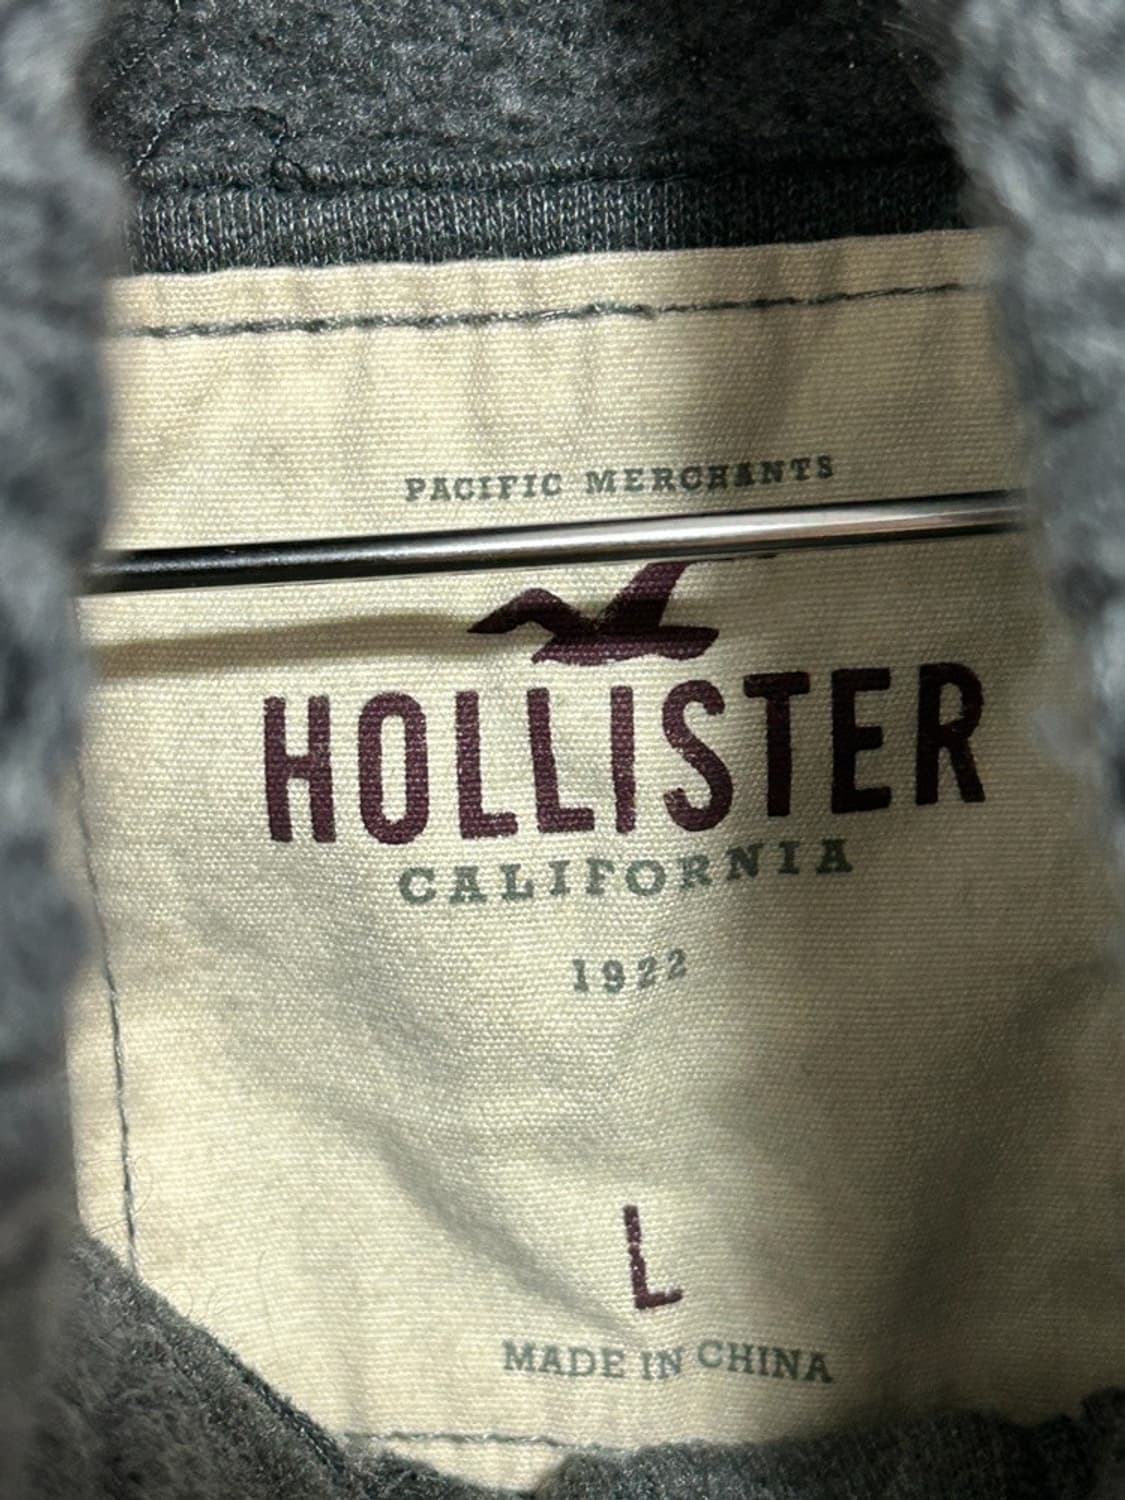 PACIFIC MERCHANTS
HOLLISTER
CALIFORNIA
1922
L
MADE IN CHINA